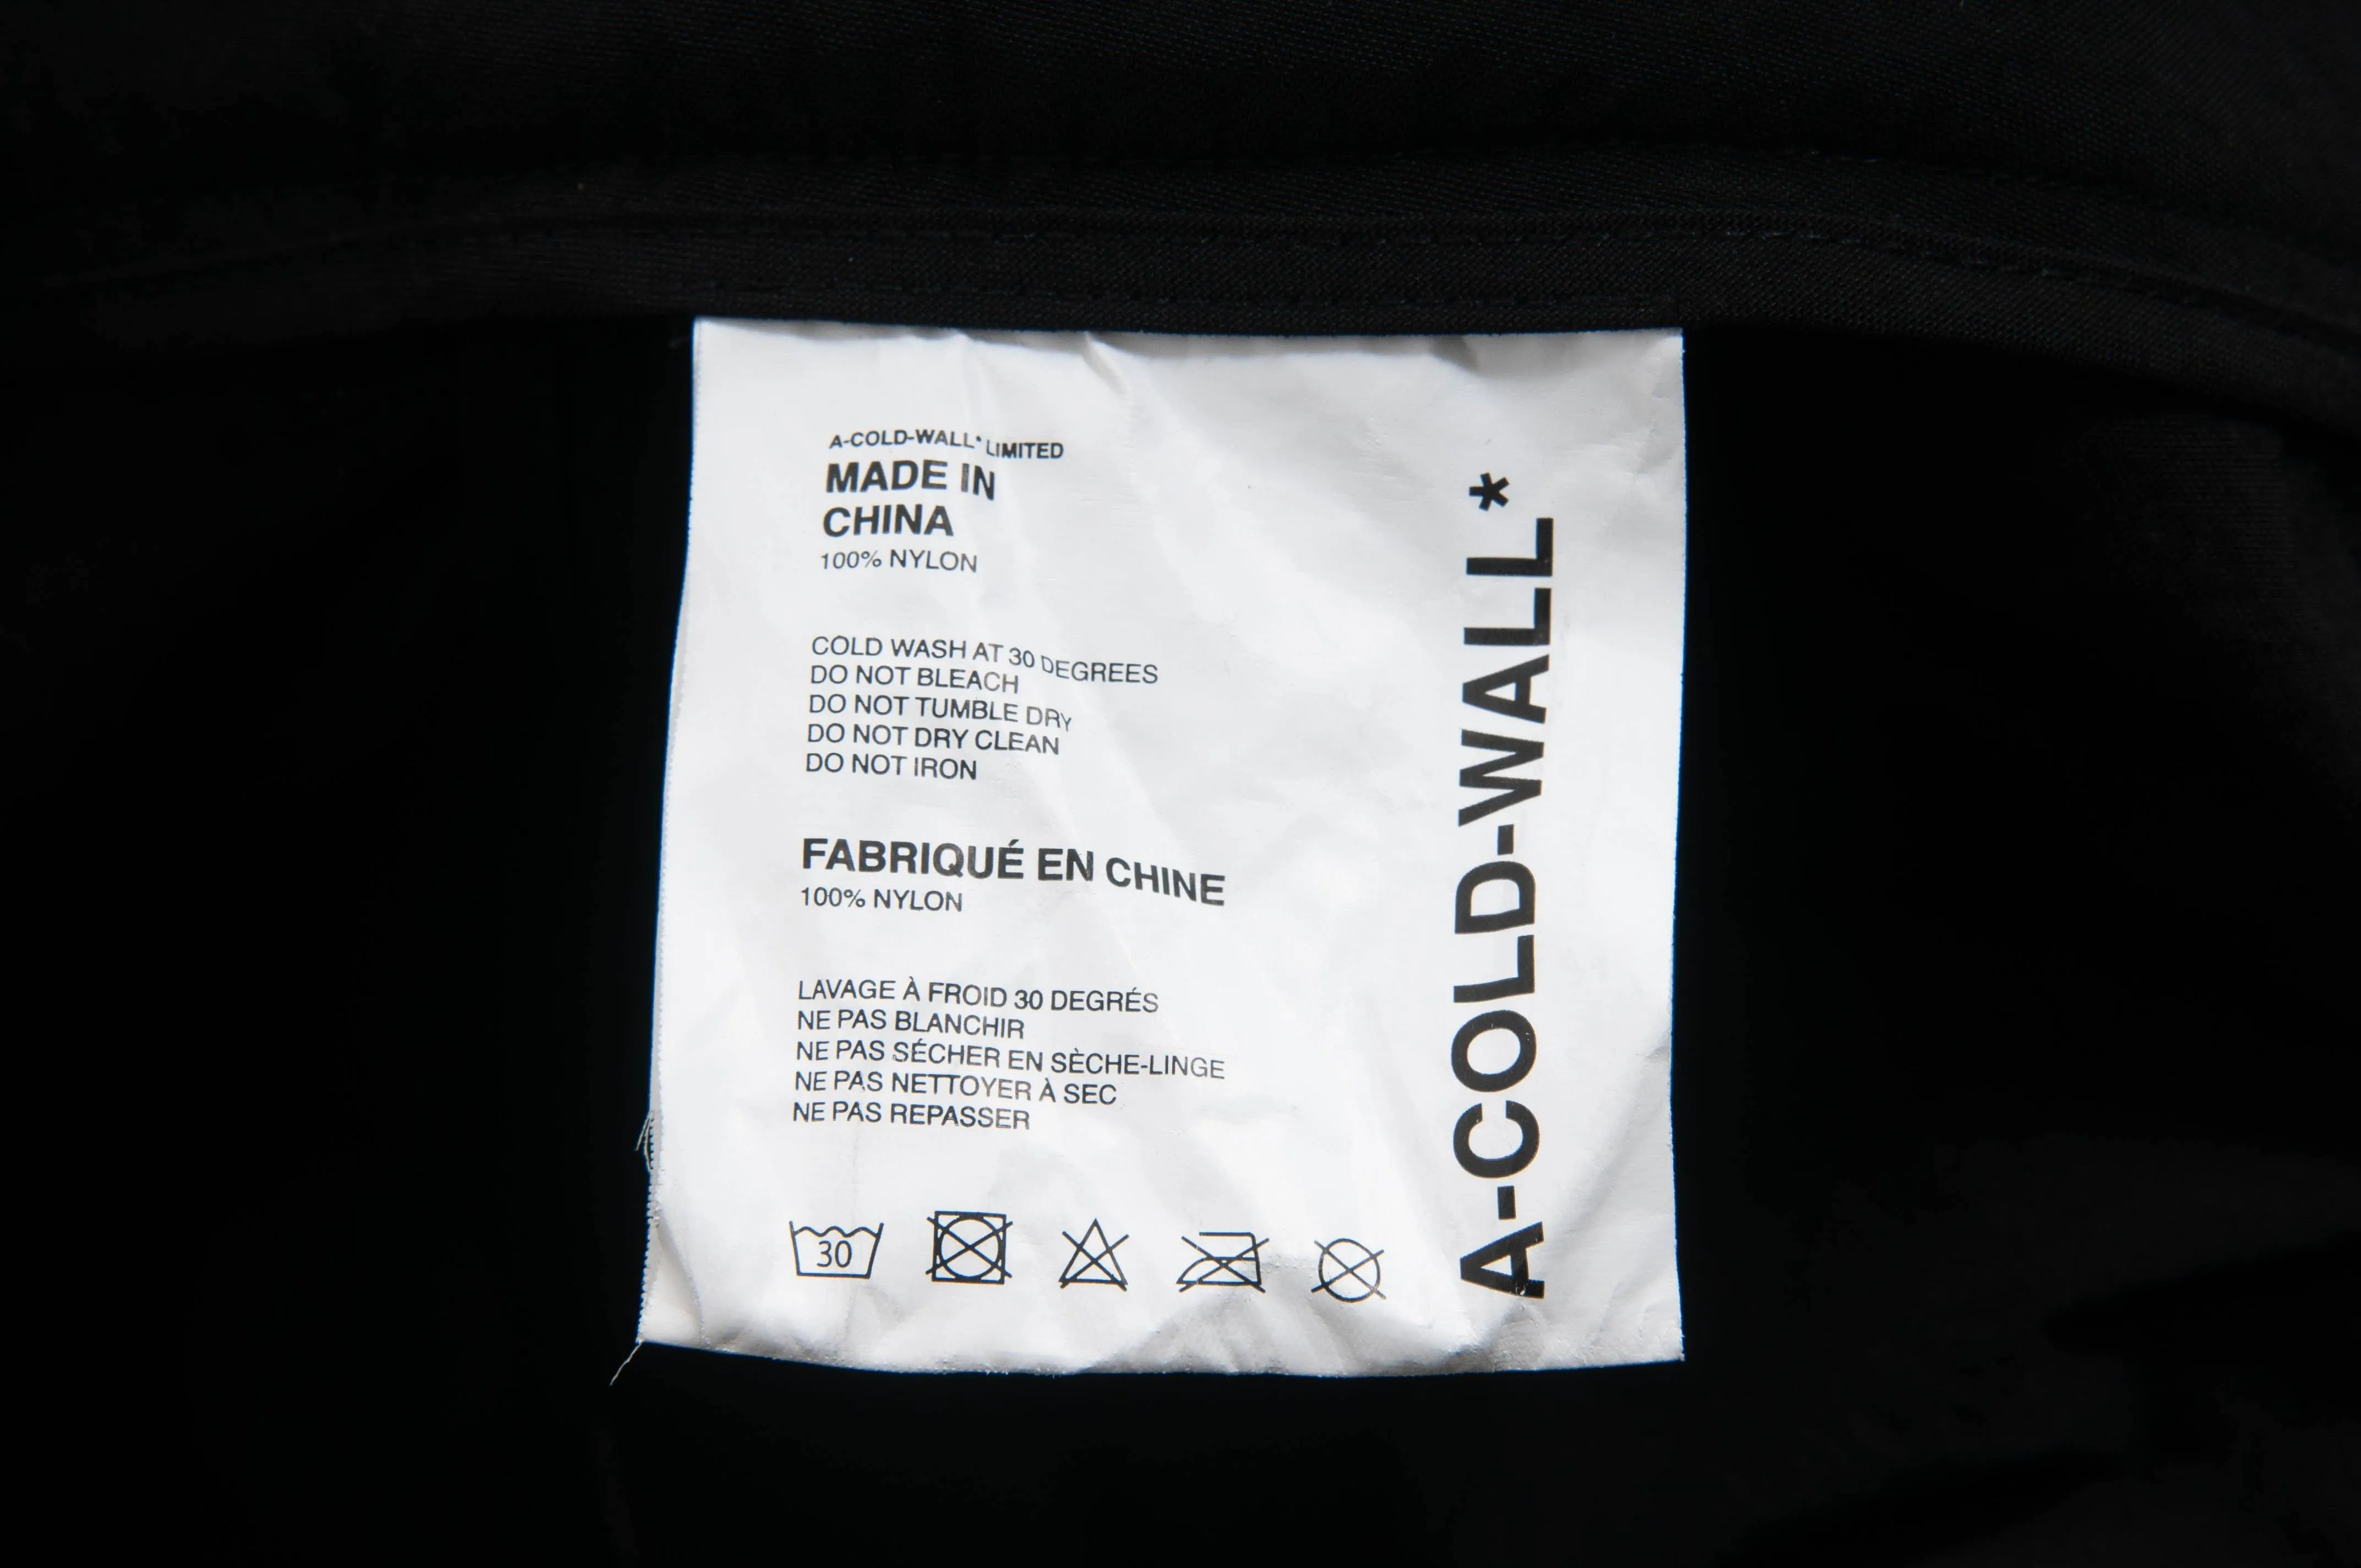 A-COLD-WALL* LIMITED
MADE IN
CHINA
100% NYLON
COLD WASH AT 30 DEGREES
DO NOT BLEACH
DO NOT TUMBLE DRY
DO NOT DRY CLEAN
DO NOT IRON
FABRIQUÉ EN CHINE
100% NYLON
LAVAGE À FROID 30 DEGRÉS
NE PAS BLANCHIR
NE PAS SÉCHER EN SÈCHE-LINGE
NE PAS NETTOYER À SEC
NE PAS REPASSER
30
A-COLD-WALL*